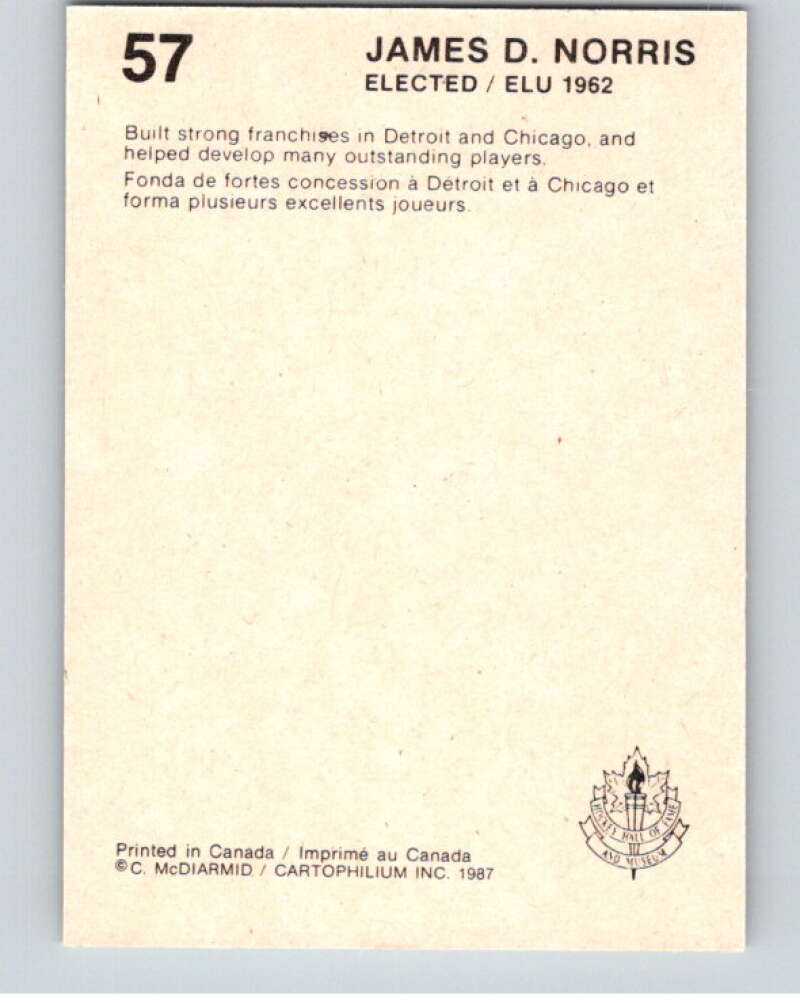 57
JAMES D. NORRIS
ELECTED / ELU 1962
Built strong franchises in Detroit and Chicago, and
helped develop many outstanding players.
Fonda de fortes concession à Détroit et à Chicago et
forma plusieurs excellents joueurs.
HOCKEY HALL OF FAME
AND MUSEUM
Printed in Canada / Imprimé au Canada
©C. McDIARMID / CARTOPHILIUM INC. 1987